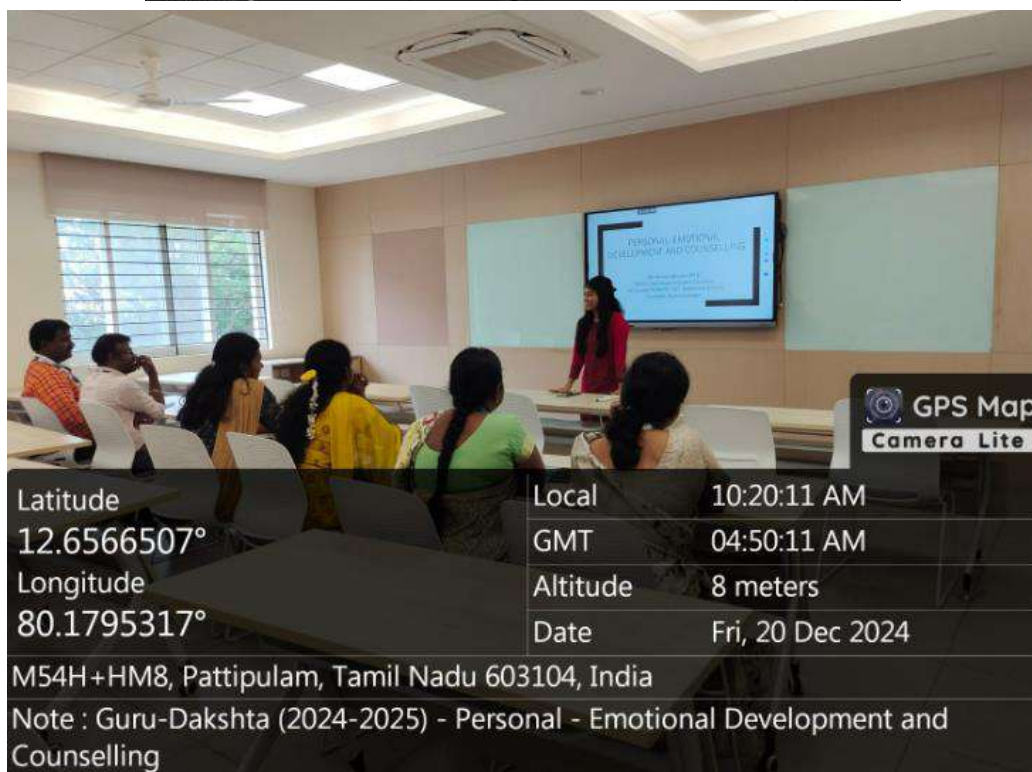 PERSONAL-EMOTIONAL
DEVELOPMENT AND COUNSELLING
GPS Map
Camera Lite
Latitude
12.6566507°
Longitude
80.1795317°
Local 10:20:11 AM
GMT 04:50:11 AM
Altitude 8 meters
Date Fri, 20 Dec 2024
M54H+HM8, Pattipulam, Tamil Nadu 603104, India
Note : Guru-Dakshta (2024-2025) - Personal - Emotional Development and
Counselling